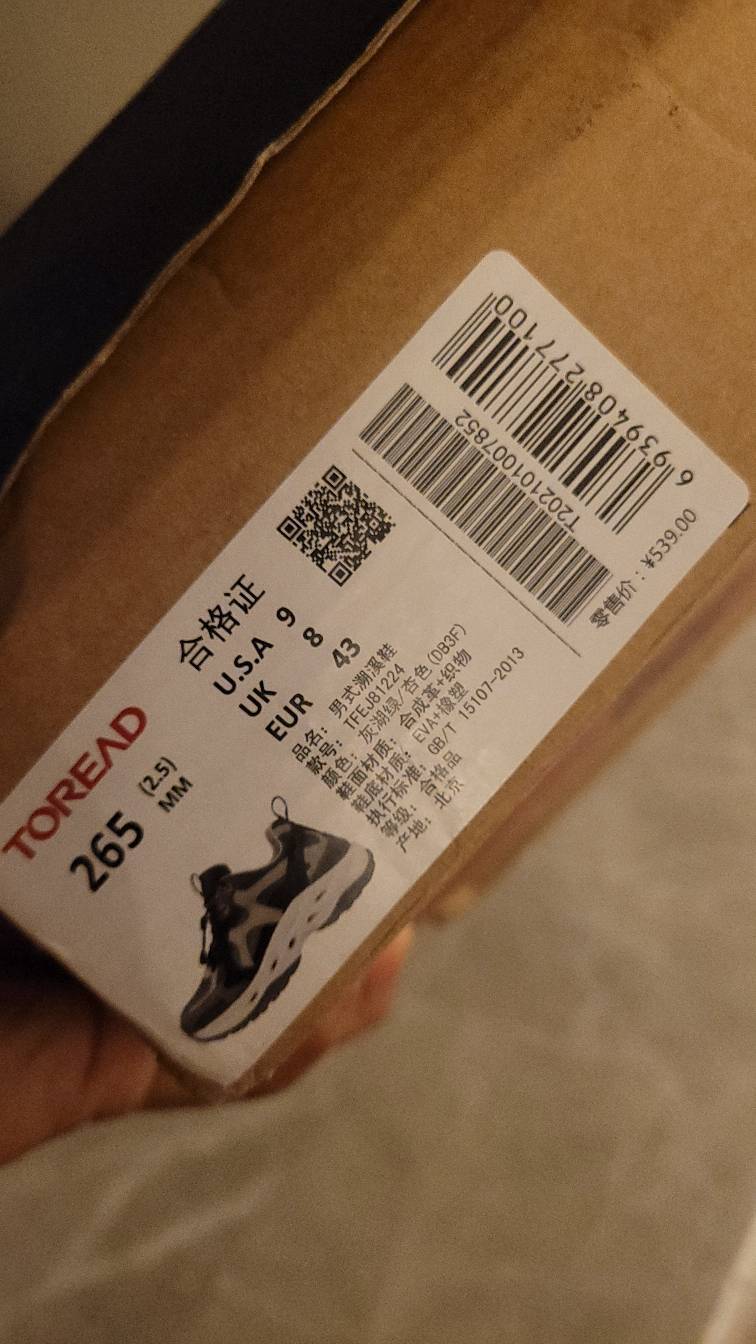 TOREAD
265 (2.5)
MM
合格证
U.S.A 9
UK 8
EUR 43
品名: 男式溯溪鞋
款号: TFEJ81224
颜色: 灰湖绿/杏色(DB3F)
鞋面材质: 合成革+织物
鞋底材质: EVA+橡塑
执行标准: GB/T 15107-2013
等级: 合格品
产地: 北京
T202101007852
6939408277100
零售价:¥539.00